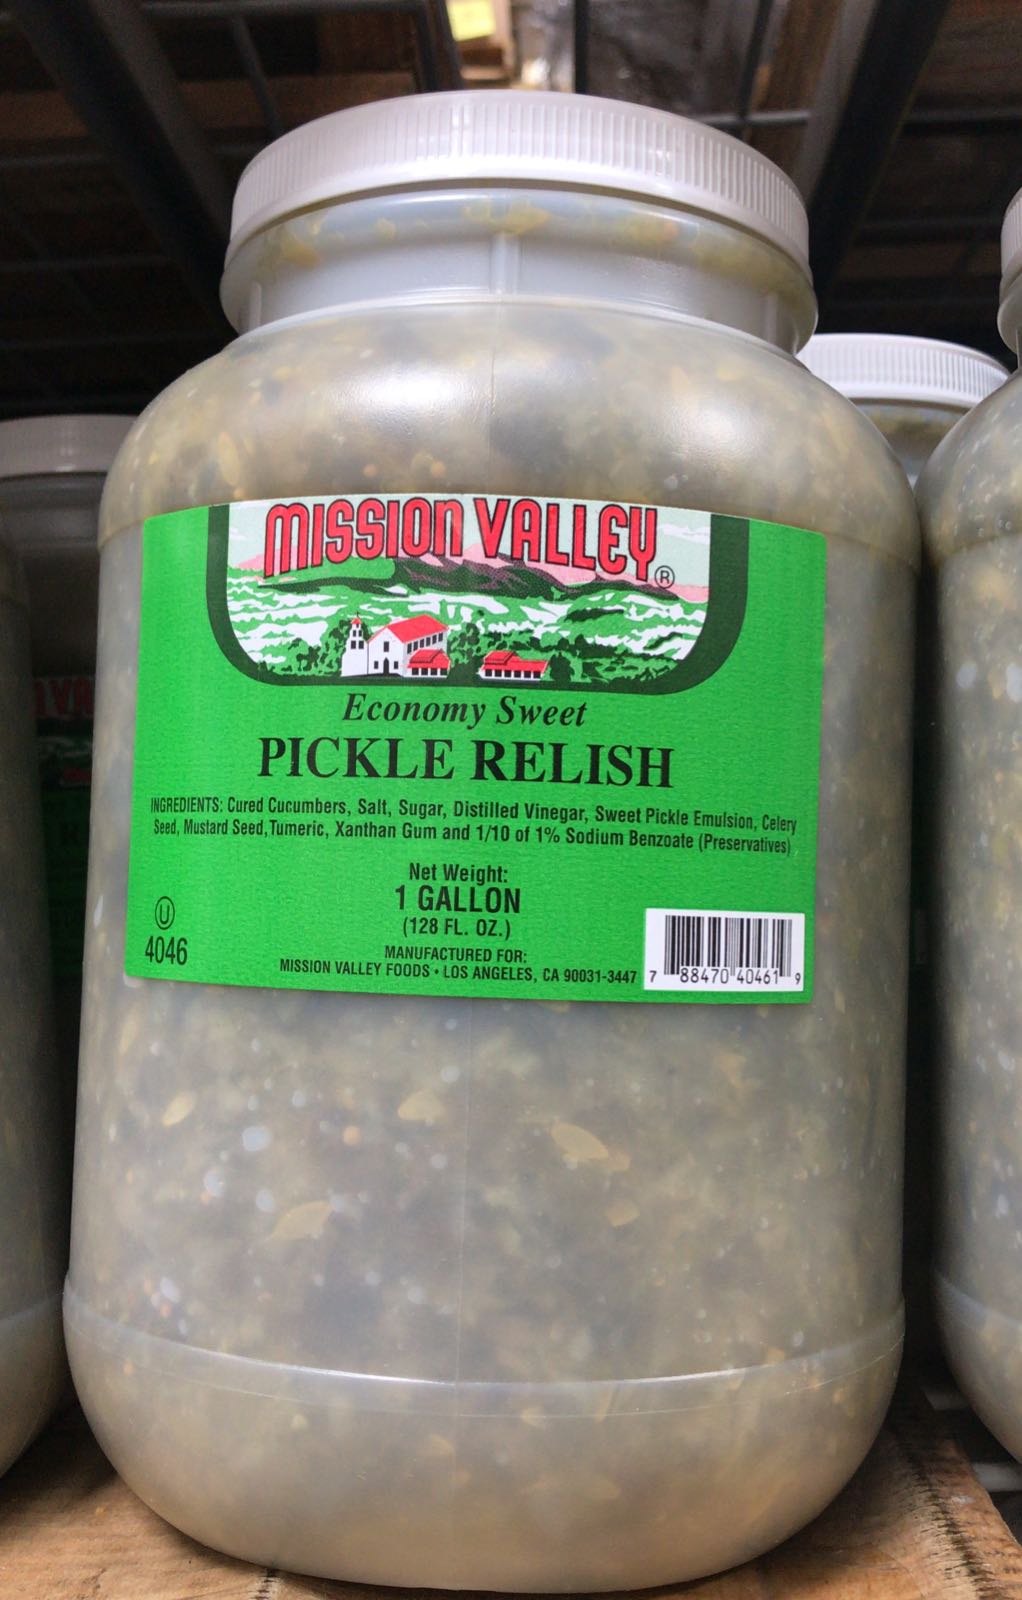 MISSION VALLEY ®
Economy Sweet
PICKLE RELISH
INGREDIENTS: Cured Cucumbers, Salt, Sugar, Distilled Vinegar, Sweet Pickle Emulsion, Celery
Seed, Mustard Seed, Tumeric, Xanthan Gum and 1/10 of 1% Sodium Benzoate (Preservatives)
Net Weight:
1 GALLON
(128 FL. OZ.)
U
4046
MANUFACTURED FOR:
MISSION VALLEY FOODS • LOS ANGELES, CA 90031-3447
7 88470 40461 9